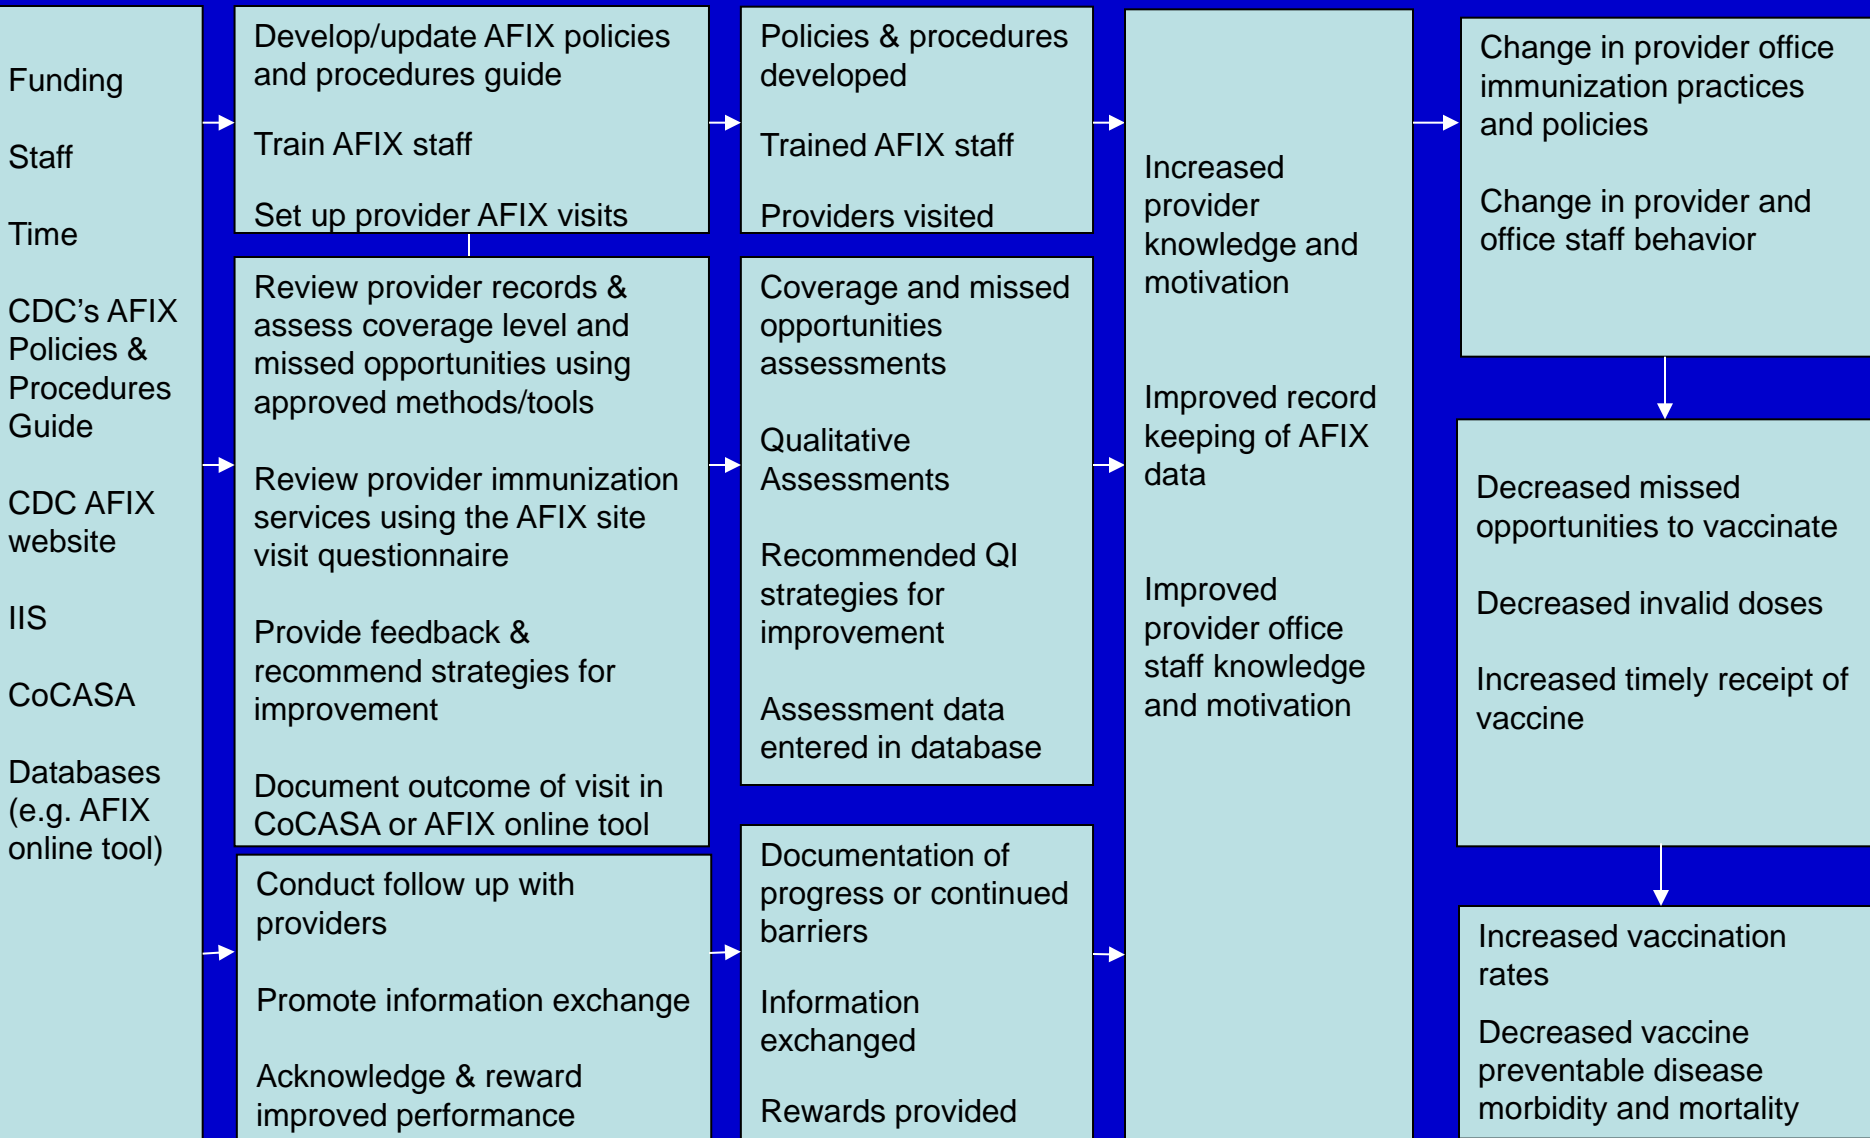 Funding
Staff
Time
CDC’s AFIX
Policies &
Procedures
Guide
CDC AFIX
website
IIS
CoCASA
Databases
(e.g. AFIX
online tool)
Develop/update AFIX policies
and procedures guide
Train AFIX staff
Set up provider AFIX visits
Review provider records &
assess coverage level and
missed opportunities using
approved methods/tools
Review provider immunization
services using the AFIX site
visit questionnaire
Provide feedback &
recommend strategies for
improvement
Document outcome of visit in
CoCASA or AFIX online tool
Conduct follow up with
providers
Promote information exchange
Acknowledge & reward
improved performance
Policies & procedures
developed
Trained AFIX staff
Providers visited
Coverage and missed
opportunities
assessments
Qualitative
Assessments
Recommended QI
strategies for
improvement
Assessment data
entered in database
Documentation of
progress or continued
barriers
Information
exchanged
Rewards provided
Increased
provider
knowledge and
motivation
Improved record
keeping of AFIX
data
Improved
provider office
staff knowledge
and motivation
Change in provider office
immunization practices
and policies
Change in provider and
office staff behavior
Decreased missed
opportunities to vaccinate
Decreased invalid doses
Increased timely receipt of
vaccine
Increased vaccination
rates
Decreased vaccine
preventable disease
morbidity and mortality